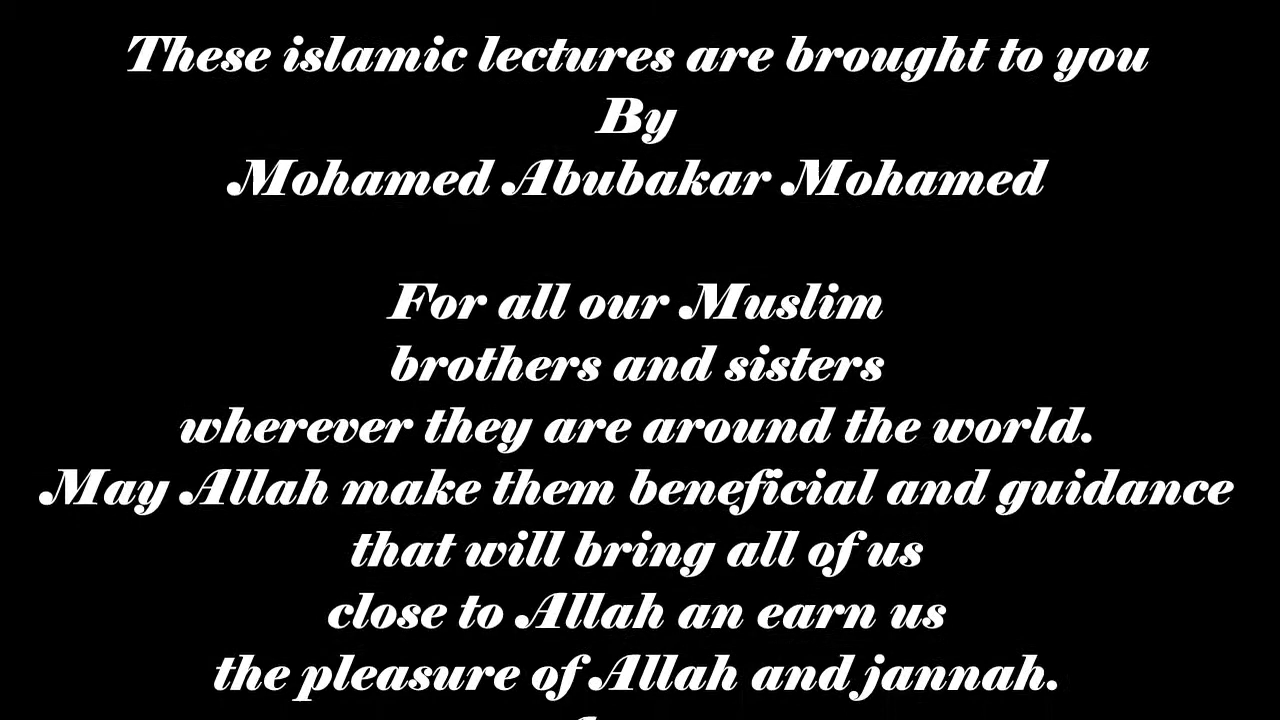 These islamic lectures are brought to you
By
Mohamed Abubakar Mohamed
For all our Muslim
brothers and sisters
wherever they are around the world.
May Allah make them beneficial and guidance
that will bring all of us
close to Allah an earn us
the pleasure of Allah and jannah.